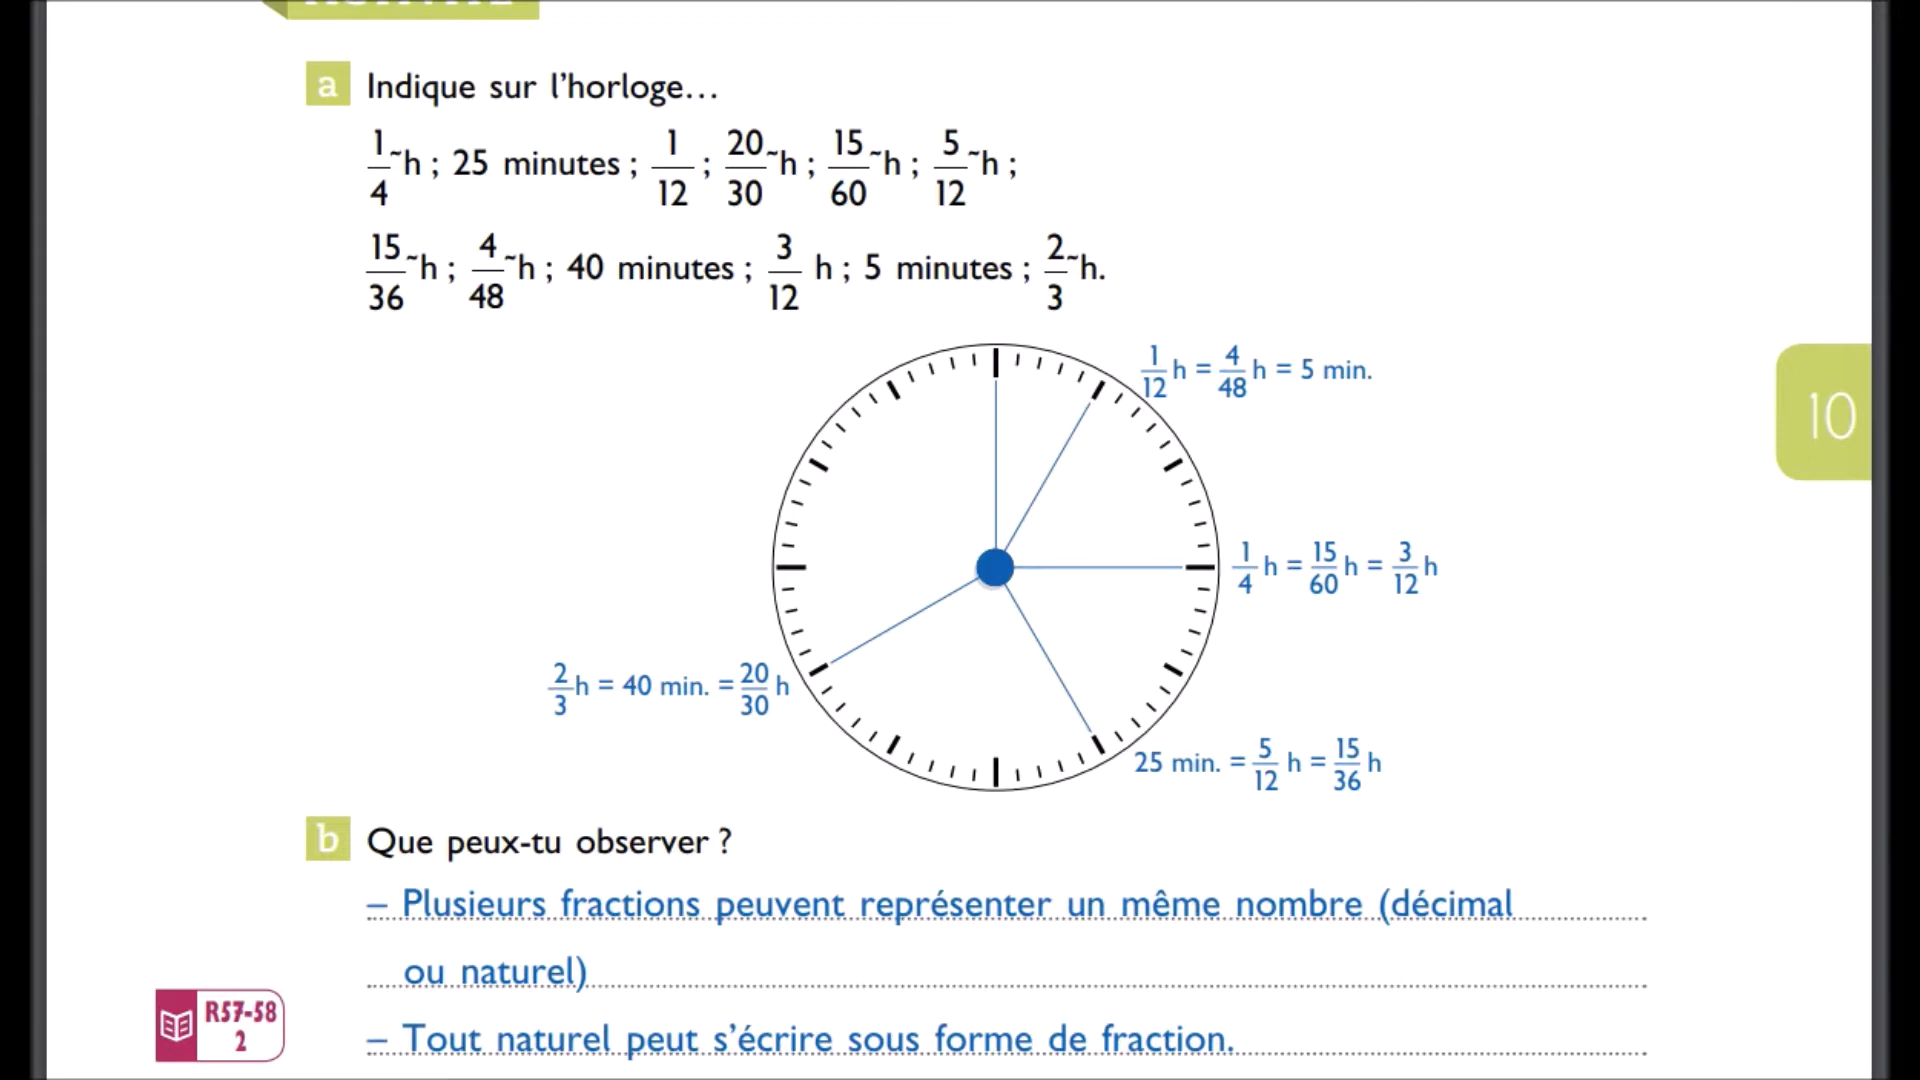 a Indique sur l’horloge…
1/4~h ; 25 minutes ; 1/12 ; 20/30~h ; 15/60~h ; 5/12~h ;
15/36~h ; 4/48~h ; 40 minutes ; 3/12 h ; 5 minutes ; 2/3~h.
1/12 h = 4/48 h = 5 min.
10
1/4 h = 15/60 h = 3/12 h
2/3 h = 40 min. = 20/30 h
25 min. = 5/12 h = 15/36 h
b Que peux-tu observer ?
– Plusieurs fractions peuvent représenter un même nombre (décimal
ou naturel)
R57-58
2
– Tout naturel peut s’écrire sous forme de fraction.